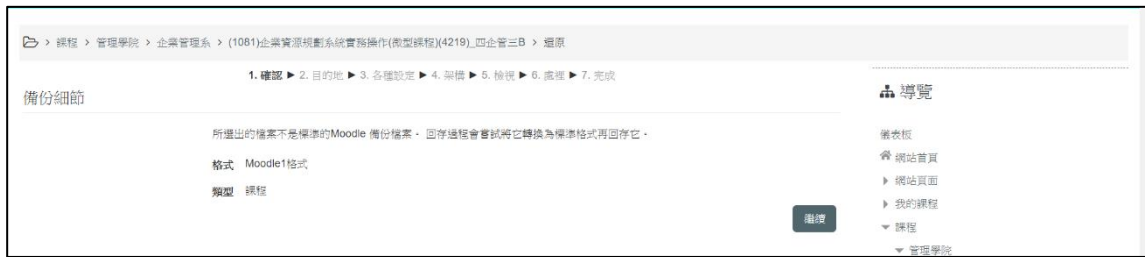 課程 > 管理學院 > 企業管理系 > (1081)企業資源規劃系統實務操作(微型課程)(4219)_四企管三B > 還原
1. 確認 ► 2. 目的地 ► 3. 各種設定 ► 4. 架構 ► 5. 檢視 ► 6. 處理 ► 7. 完成
備份細節
所選出的檔案不是標準的Moodle 備份檔案。 回存過程會嘗試將它轉換為標準格式再回存它。
格式 Moodle1格式
類型 課程
繼續
導覽
儀表板
網站首頁
網站頁面
我的課程
課程
管理學院